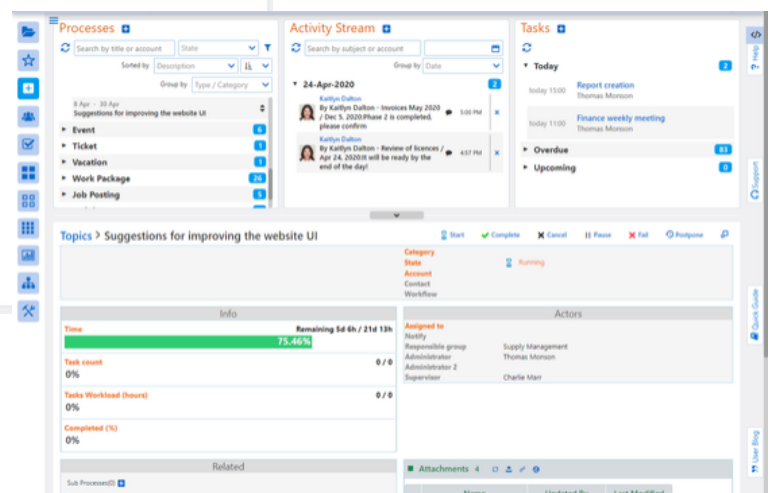 Processes
Search by title or account
State
Sorted by
Description
Group by
Type / Category
8 Apr - 30 Apr
Suggestions for improving the website UI
Event 6
Ticket 1
Vacation 1
Work Package 26
Job Posting 5
Activity Stream
Search by subject or account
Group by
Date
24-Apr-2020 2
Kaitlyn Dalton
By Kaitlyn Dalton - Invoices May 2020
/ Dec 5, 2020:Phase 2 is completed,
please confirm
5:00 PM
Kaitlyn Dalton
By Kaitlyn Dalton - Review of licences /
Apr 24, 2020:It will be ready by the
end of the day!
4:57 PM
Tasks
Today 2
today 15:00
Report creation
Thomas Monson
today 11:00
Finance weekly meeting
Thomas Monson
Overdue 83
Upcoming 0
? Help
Support
Quick Guide
User Blog
Topics > Suggestions for improving the website UI
Start
Complete
Cancel
Pause
Fail
Postpone
Category
State Running
Account
Contact
Workflow
Info
Time Remaining 5d 6h / 21d 13h
75.46%
Task count 0 / 0
0%
Tasks Workload (hours) 0 / 0
0%
Completed (%)
0%
Actors
Assigned to
Notify
Responsible group Supply Management
Administrator Thomas Monson
Administrator 2
Supervisor Charlie Marr
Related
Sub Processes(0)
Attachments 4
Name Updated By Last Modified